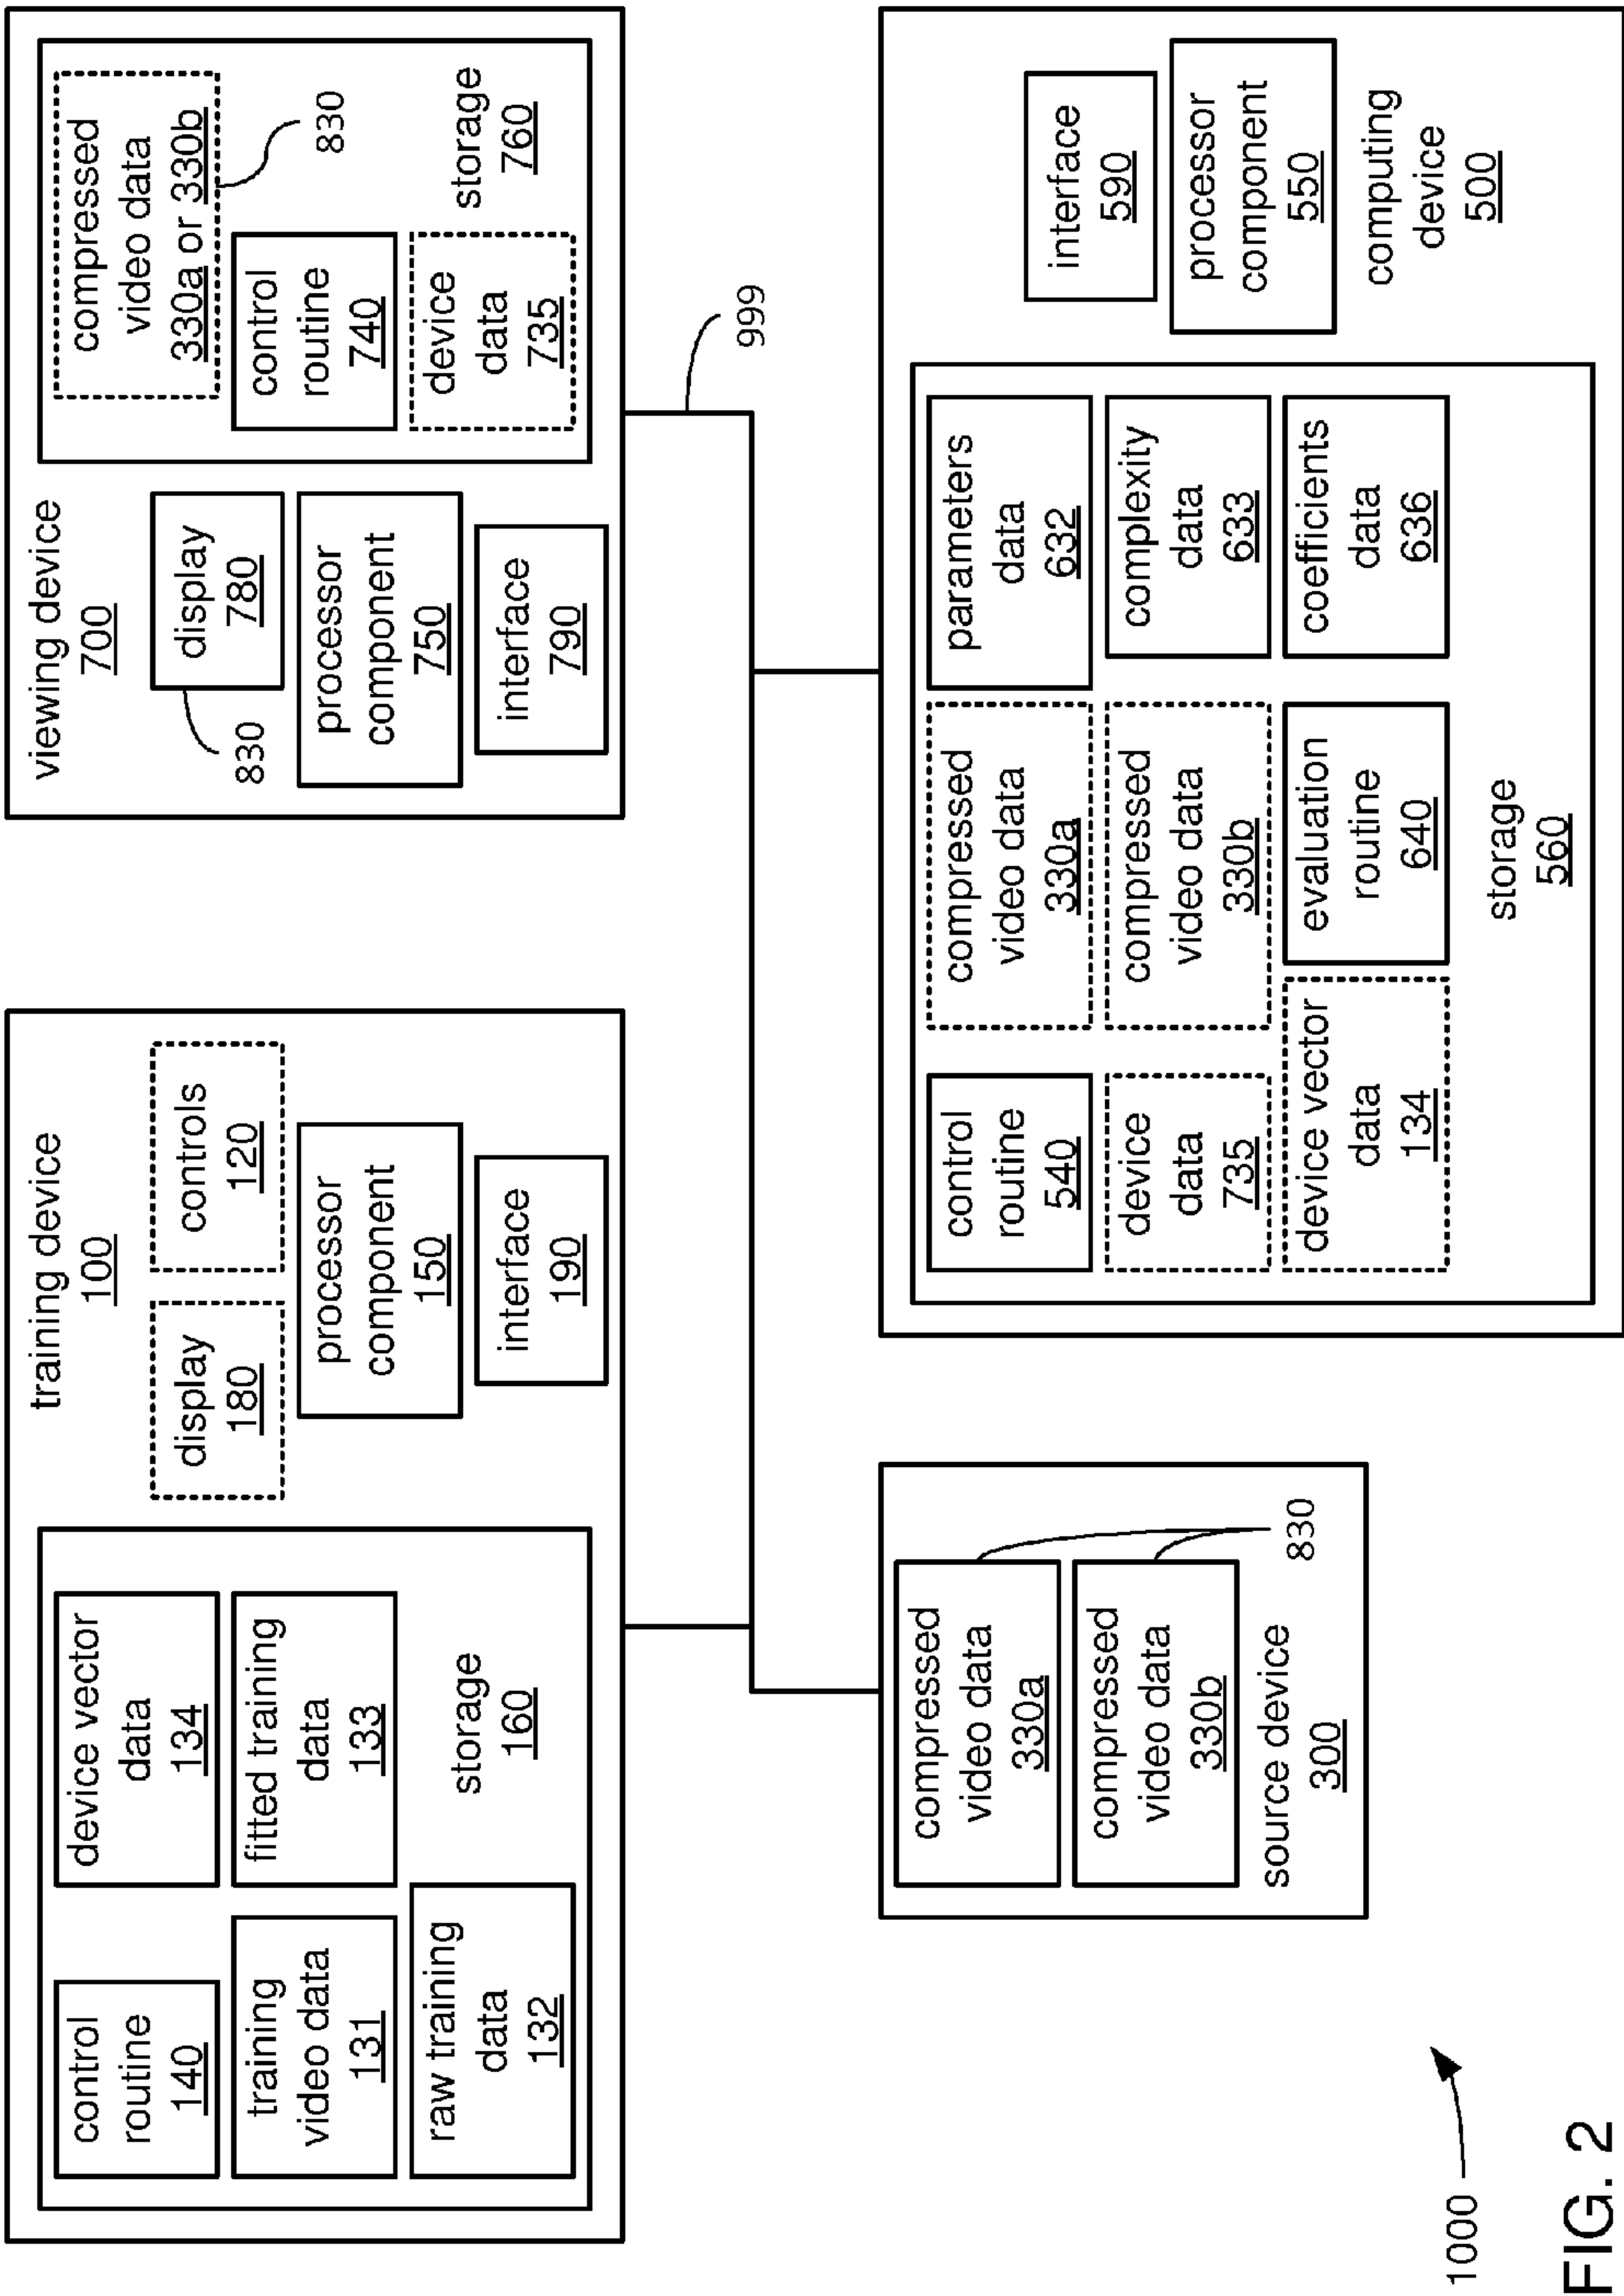 training device
100
control
routine
140
device vector
data
134
training
video data
131
fitted training
data
133
raw training
data
132
storage
160
display
180
controls
120
processor
component
150
interface
190
viewing device
700
display
780
830
processor
component
750
interface
790
compressed
video data
330a or 330b
830
control
routine
740
device
data
735
storage
760
999
compressed
video data
330a
compressed
video data
330b
830
source device
300
control
routine
540
compressed
video data
330a
parameters
data
632
device
data
735
compressed
video data
330b
complexity
data
633
device vector
data
134
evaluation
routine
640
coefficients
data
636
storage
560
interface
590
processor
component
550
computing
device
500
1000
FIG. 2